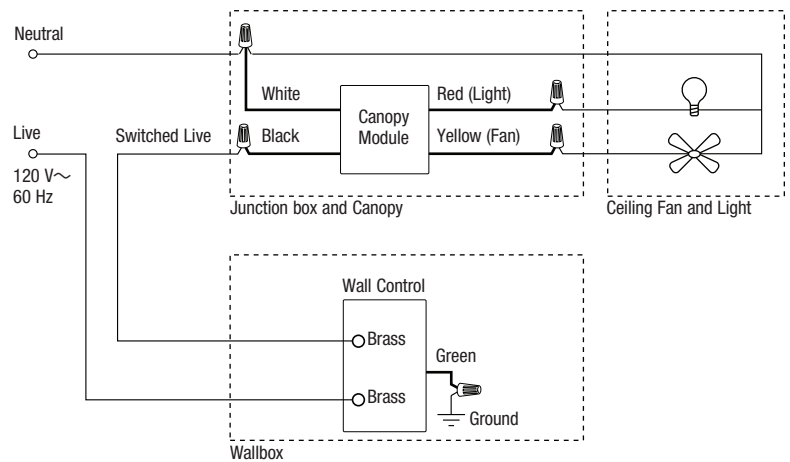 Neutral
White
Red (Light)
Canopy
Module
Live
Switched Live
Black
Yellow (Fan)
120 V~
60 Hz
Junction box and Canopy
Ceiling Fan and Light
Wall Control
Brass
Green
Brass
Ground
Wallbox